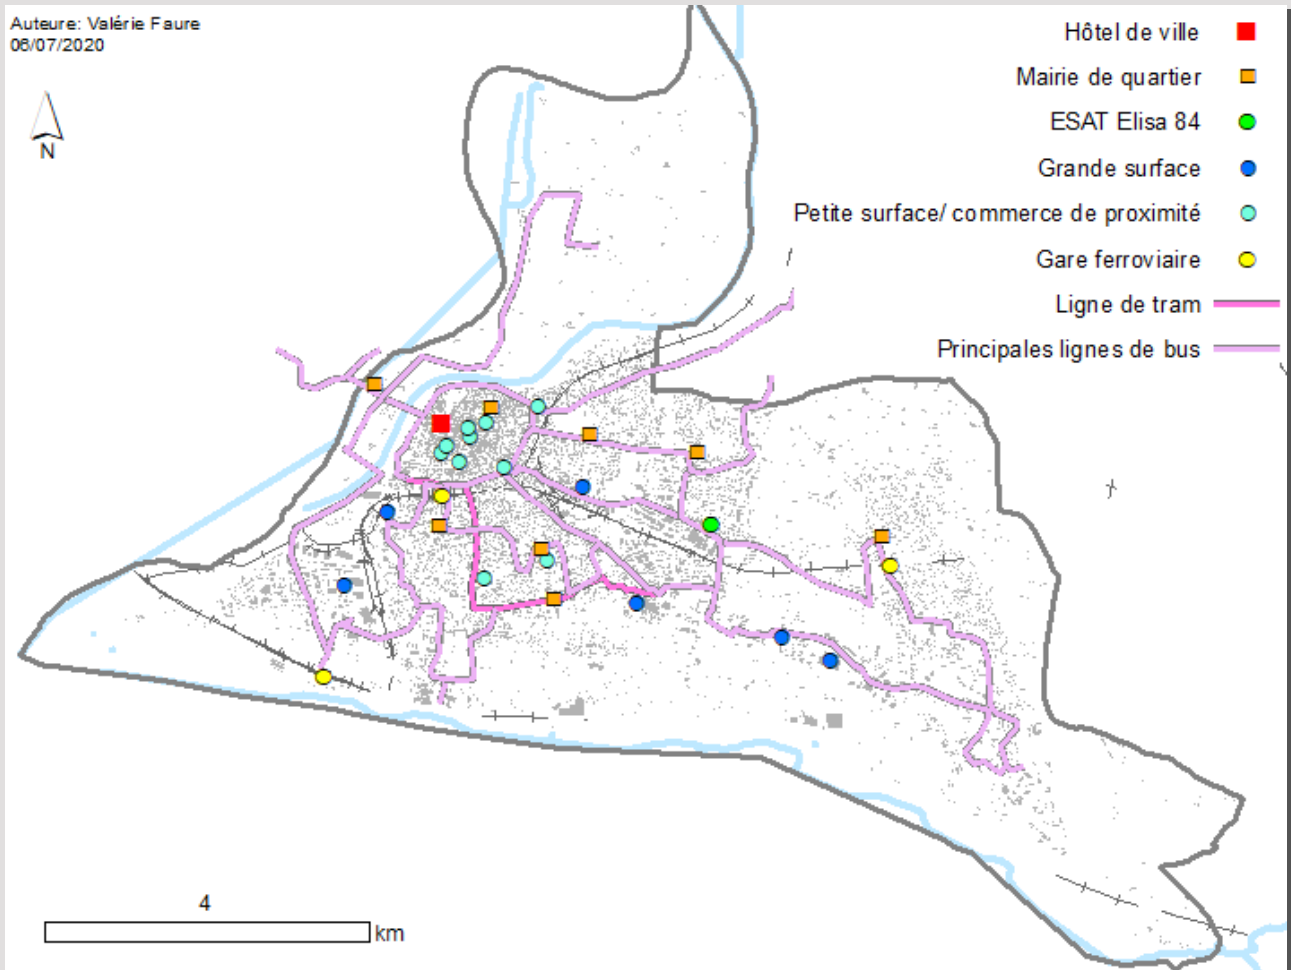 Auteure: Valérie Faure
06/07/2020
N
Hôtel de ville
Mairie de quartier
ESAT Elisa 84
Grande surface
Petite surface/ commerce de proximité
Gare ferroviaire
Ligne de tram
Principales lignes de bus
4
km